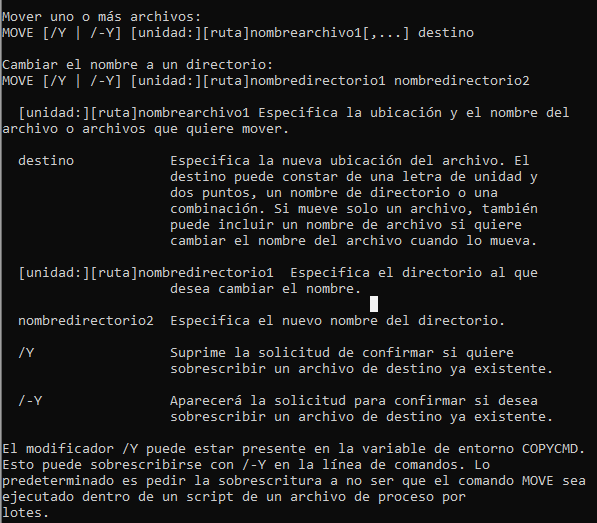 Mover uno o más archivos:
MOVE [/Y | /-Y] [unidad:][ruta]nombrearchivo1[,...] destino
Cambiar el nombre a un directorio:
MOVE [/Y | /-Y] [unidad:][ruta]nombredirectorio1 nombredirectorio2
[unidad:][ruta]nombrearchivo1 Especifica la ubicación y el nombre del
archivo o archivos que quiere mover.
destino Especifica la nueva ubicación del archivo. El
destino puede constar de una letra de unidad y
dos puntos, un nombre de directorio o una
combinación. Si mueve solo un archivo, también
puede incluir un nombre de archivo si quiere
cambiar el nombre del archivo cuando lo mueva.
[unidad:][ruta]nombredirectorio1 Especifica el directorio al que
desea cambiar el nombre.
nombredirectorio2 Especifica el nuevo nombre del directorio.
/Y Suprime la solicitud de confirmar si quiere
sobrescribir un archivo de destino ya existente.
/-Y Aparecerá la solicitud para confirmar si desea
sobrescribir un archivo de destino ya existente.
El modificador /Y puede estar presente en la variable de entorno COPYCMD.
Esto puede sobrescribirse con /-Y en la línea de comandos. Lo
predeterminado es pedir la sobrescritura a no ser que el comando MOVE sea
ejecutado dentro de un script de un archivo de proceso por
lotes.